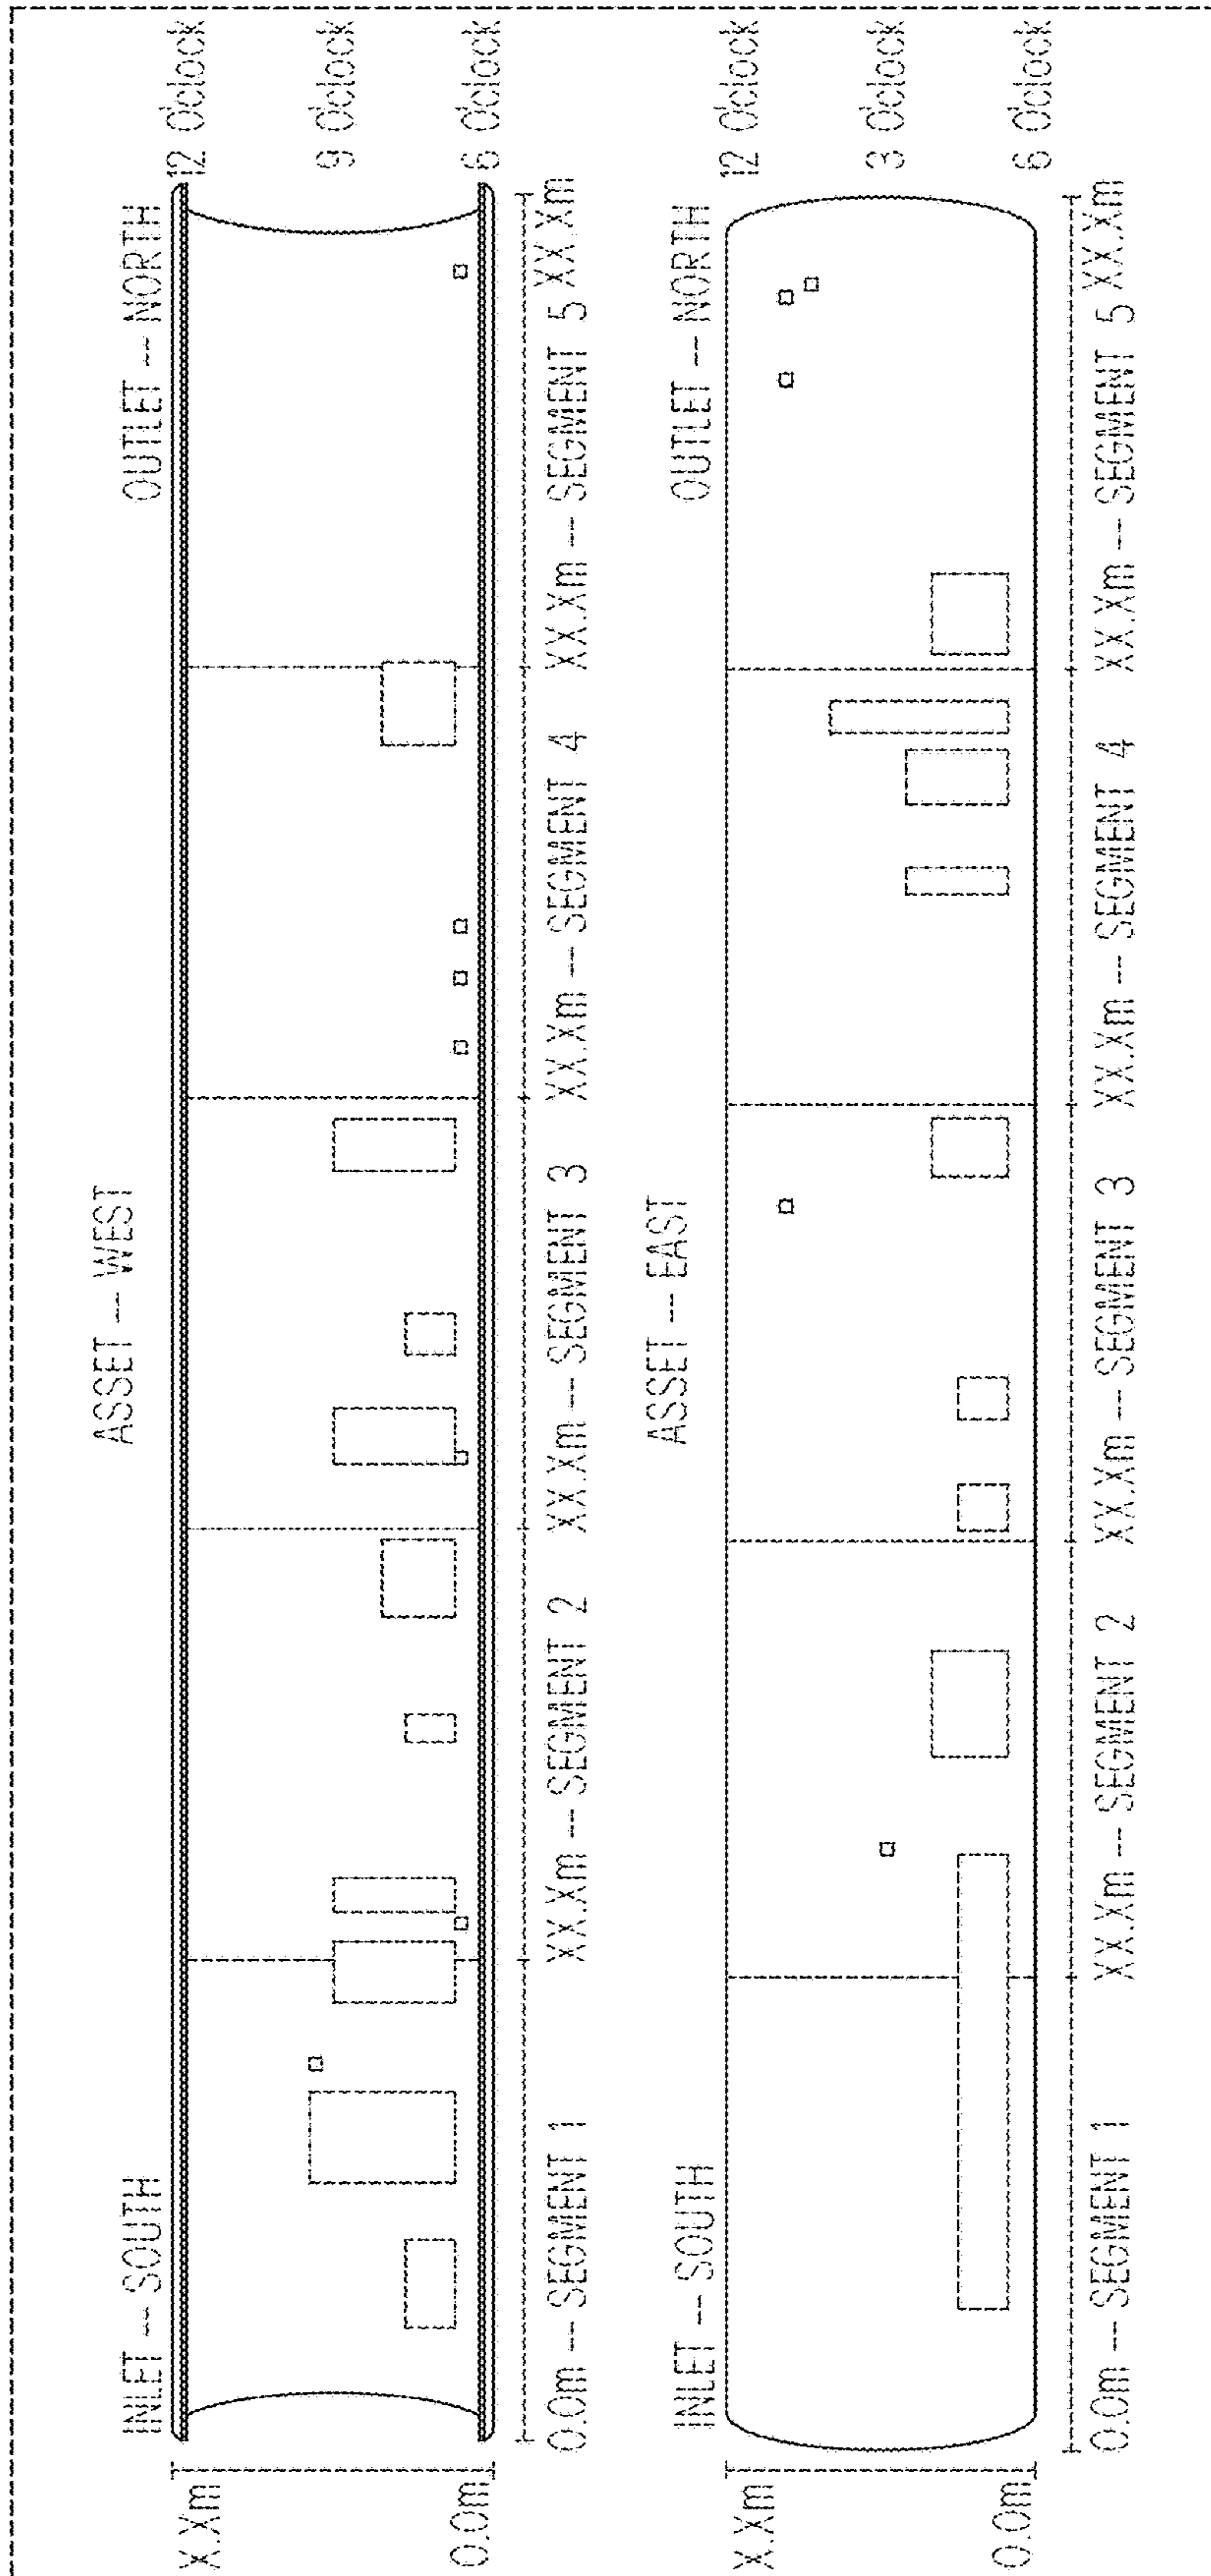 ASSET -- WEST
INLET -- SOUTH
OUTLET -- NORTH
X.Xm
0.0m
12 O'clock
9 O'clock
6 O'clock
0.0m -- SEGMENT 1
XX.Xm -- SEGMENT 2
XX.Xm -- SEGMENT 3
XX.Xm -- SEGMENT 4
XX.Xm -- SEGMENT 5
XX.Xm
ASSET -- EAST
INLET -- SOUTH
OUTLET -- NORTH
X.Xm
0.0m
12 O'clock
3 O'clock
6 O'clock
0.0m -- SEGMENT 1
XX.Xm -- SEGMENT 2
XX.Xm -- SEGMENT 3
XX.Xm -- SEGMENT 4
XX.Xm -- SEGMENT 5
XX.Xm